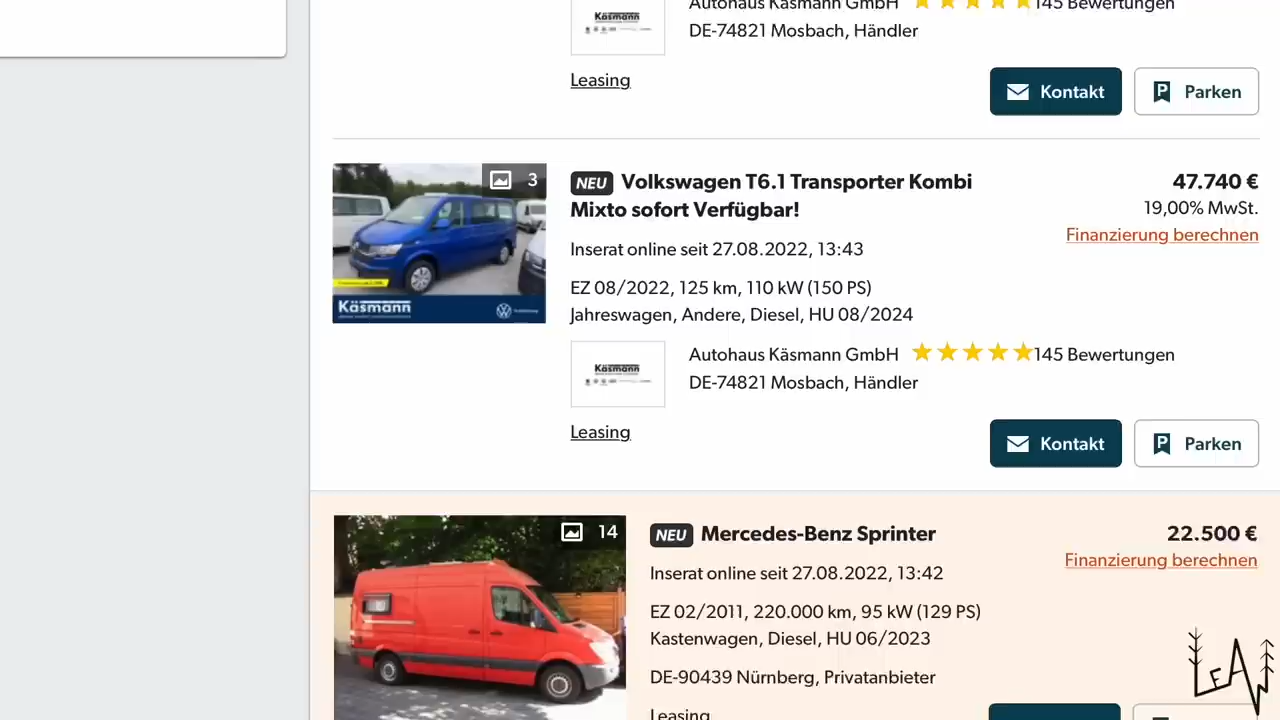 Autohaus Käsmann GmbH 145 Bewertungen
DE-74821 Mosbach, Händler
Käsmann
Leasing
Kontakt
Parken
3
NEU Volkswagen T6.1 Transporter Kombi
Mixto sofort Verfügbar!
47.740 €
19,00% MwSt.
Finanzierung berechnen
Inserat online seit 27.08.2022, 13:43
EZ 08/2022, 125 km, 110 kW (150 PS)
Jahreswagen, Andere, Diesel, HU 08/2024
Käsmann
Autohaus Käsmann GmbH 145 Bewertungen
DE-74821 Mosbach, Händler
Käsmann
Leasing
Kontakt
Parken
14
NEU Mercedes-Benz Sprinter
22.500 €
Finanzierung berechnen
Inserat online seit 27.08.2022, 13:42
EZ 02/2011, 220.000 km, 95 kW (129 PS)
Kastenwagen, Diesel, HU 06/2023
DE-90439 Nürnberg, Privatanbieter
Leasing